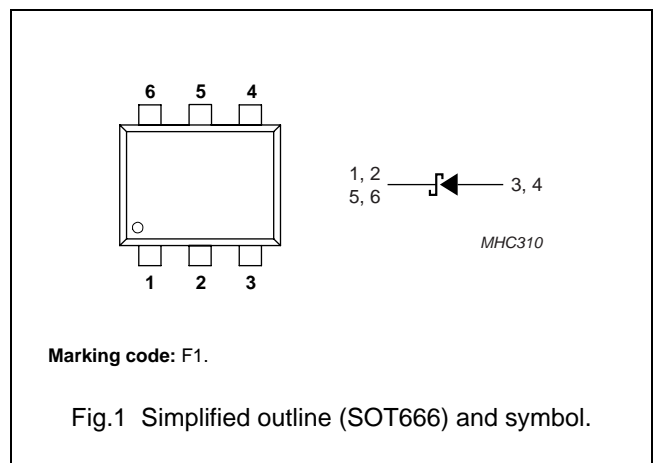 6 5 4
1, 2
5, 6
3, 4
MHC310
1 2 3
Marking code: F1.
Fig.1 Simplified outline (SOT666) and symbol.